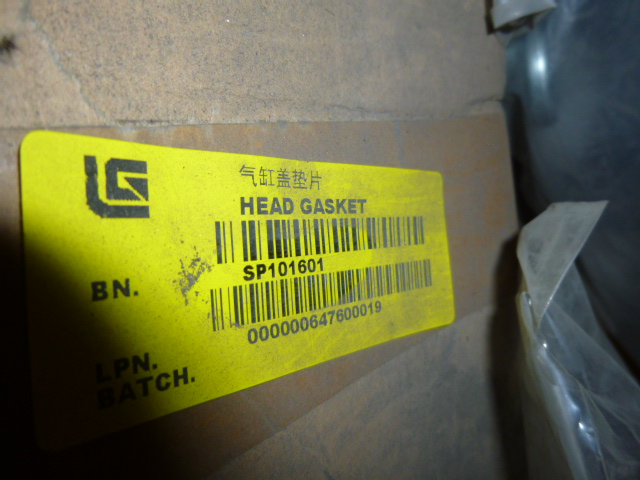 LG
气缸盖垫片
HEAD GASKET
BN.
SP101601
000000647600019
LPN.
BATCH.